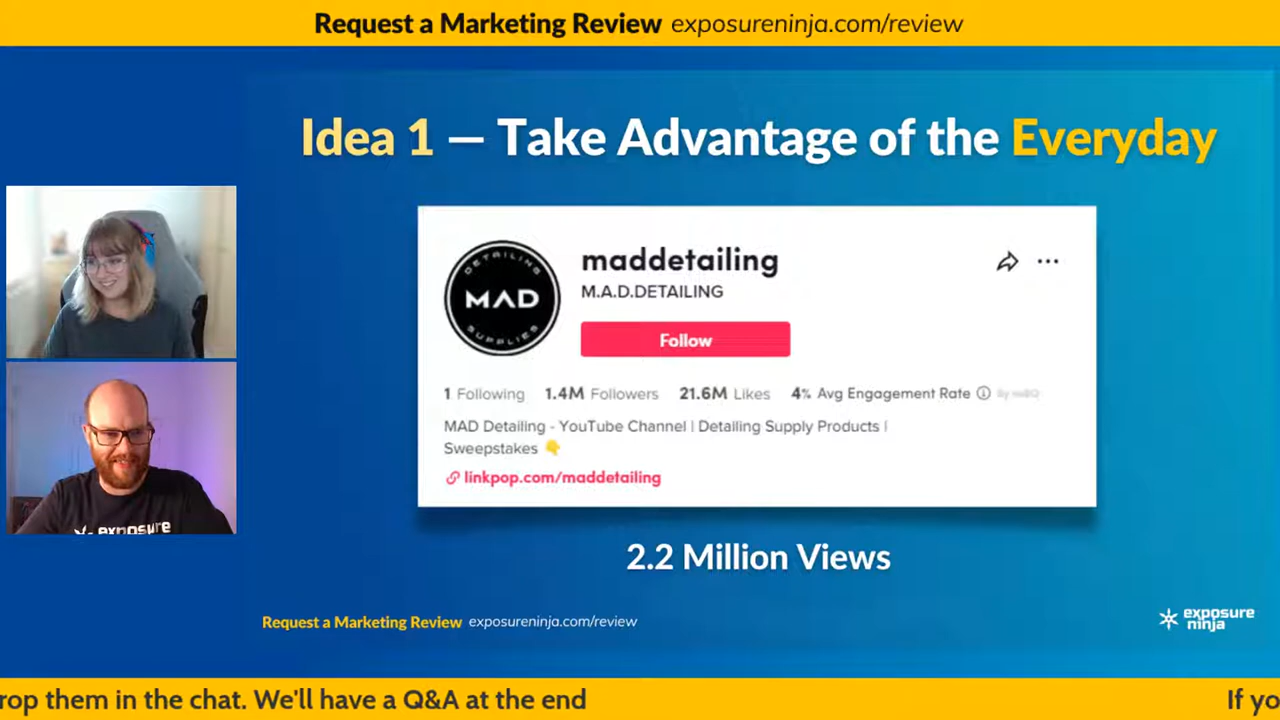 Request a Marketing Review exposureninja.com/review
Idea 1 — Take Advantage of the Everyday
DETAILING
MAD
SUPPLIES
maddetailing
M.A.D.DETAILING
Follow
1 Following 1.4M Followers 21.6M Likes 4% Avg Engagement Rate
MAD Detailing - YouTube Channel | Detailing Supply Products |
Sweepstakes 👇
linkpop.com/maddetailing
2.2 Million Views
exposure
Request a Marketing Review exposureninja.com/review
exposure
ninja
rop them in the chat. We'll have a Q&A at the end
If yo